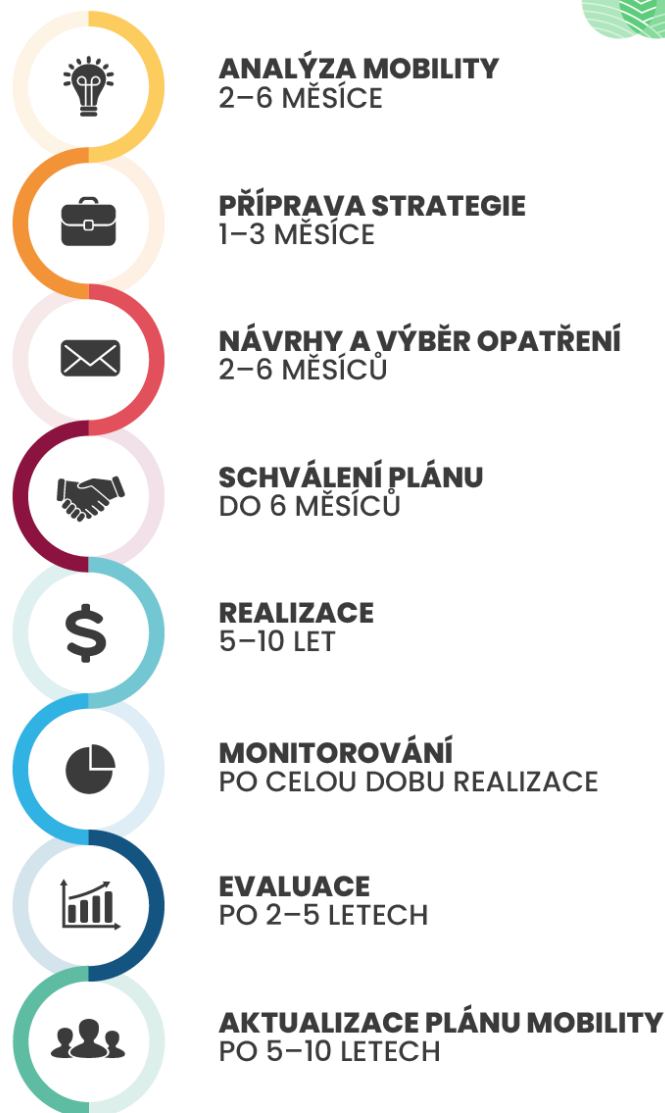 ANALÝZA MOBILITY
2–6 MĚSÍCE
PŘÍPRAVA STRATEGIE
1–3 MĚSÍCE
NÁVRHY A VÝBĚR OPATŘENÍ
2–6 MĚSÍCŮ
SCHVÁLENÍ PLÁNU
DO 6 MĚSÍCŮ
REALIZACE
5–10 LET
MONITOROVÁNÍ
PO CELOU DOBU REALIZACE
EVALUACE
PO 2–5 LETECH
AKTUALIZACE PLÁNU MOBILITY
PO 5–10 LETECH